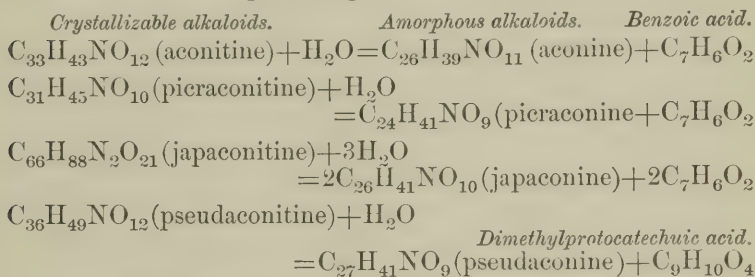 Crystallizable alkaloids. Amorphous alkaloids. Benzoic acid.
C₃₃H₄₃NO₁₂(aconitine)+H₂O=C₂₆H₃₉NO₁₁(aconine)+C₇H₆O₂
C₃₁H₄₅NO₁₀(picraconitine)+H₂O
=C₂₄H₄₁NO₉(picraconine+C₇H₆O₂
C₆₆H₈₈N₂O₂₁(japaconitine)+3H₂O
=2C₂₆H₄₁NO₁₀(japaconine)+2C₇H₆O₂
C₃₆H₄₉NO₁₂(pseudaconitine)+H₂O
Dimethylprotocatechuic acid.
=C₂₇H₄₁NO₉(pseudaconine)+C₉H₁₀O₄